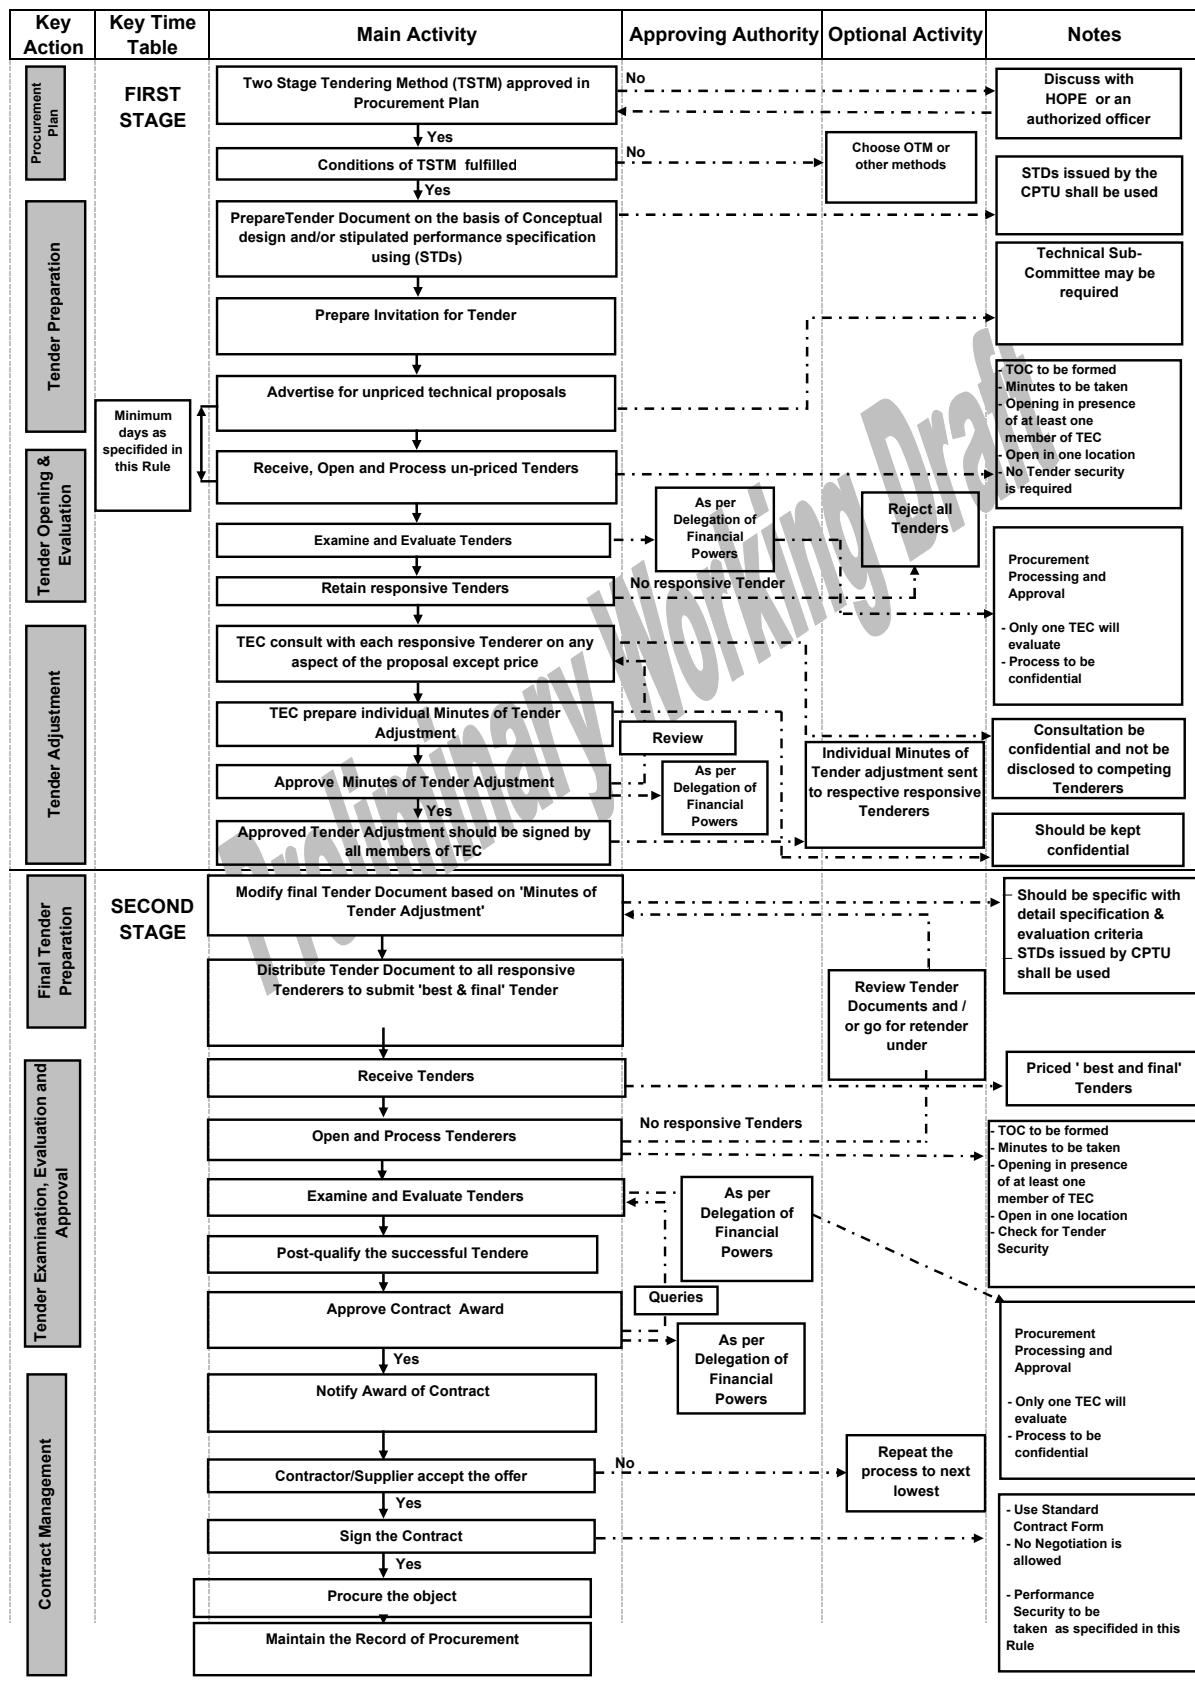 Key
Action
Key Time
Table
Main Activity
Approving Authority
Optional Activity
Notes
Procurement
Plan
FIRST
STAGE
Two Stage Tendering Method (TSTM) approved in
Procurement Plan
No
Discuss with
HOPE or an
authorized officer
Yes
Conditions of TSTM fulfilled
No
Choose OTM or
other methods
Yes
STDs issued by the
CPTU shall be used
Tender Preparation
PrepareTender Document on the basis of Conceptual
design and/or stipulated performance specification
using (STDs)
Technical Sub-
Committee may be
required
Prepare Invitation for Tender
Advertise for unpriced technical proposals
- TOC to be formed
- Minutes to be taken
- Opening in presence
of at least one
member of TEC
- Open in one location
- No Tender security
is required
Minimum
days as
specifided in
this Rule
Tender Opening &
Evaluation
Receive, Open and Process un-priced Tenders
As per
Delegation of
Financial
Powers
Reject all
Tenders
Examine and Evaluate Tenders
Retain responsive Tenders
No responsive Tender
Procurement
Processing and
Approval
- Only one TEC will
evaluate
- Process to be
confidential
Tender Adjustment
TEC consult with each responsive Tenderer on any
aspect of the proposal except price
TEC prepare individual Minutes of Tender
Adjustment
Review
Consultation be
confidential and not be
disclosed to competing
Tenderers
Approve Minutes of Tender Adjustment
As per
Delegation of
Financial
Powers
Individual Minutes of
Tender adjustment sent
to respective responsive
Tenderers
Yes
Approved Tender Adjustment should be signed by
all members of TEC
Should be kept
confidential
Preliminary Working Draft
Final Tender
Preparation
SECOND
STAGE
Modify final Tender Document based on 'Minutes of
Tender Adjustment'
– Should be specific with
detail specification &
evaluation criteria
– STDs issued by CPTU
shall be used
Distribute Tender Document to all responsive
Tenderers to submit 'best & final' Tender
Review Tender
Documents and /
or go for retender
under
Tender Examination, Evaluation and
Approval
Receive Tenders
Priced ' best and final'
Tenders
Open and Process Tenderers
No responsive Tenders
- TOC to be formed
- Minutes to be taken
- Opening in presence
of at least one
member of TEC
- Open in one location
- Check for Tender
Security
Examine and Evaluate Tenders
As per
Delegation of
Financial
Powers
Post-qualify the successful Tendere
Queries
Approve Contract Award
As per
Delegation of
Financial
Powers
Procurement
Processing and
Approval
- Only one TEC will
evaluate
- Process to be
confidential
Yes
Contract Management
Notify Award of Contract
Contractor/Supplier accept the offer
No
Repeat the
process to next
lowest
Yes
Sign the Contract
- Use Standard
Contract Form
- No Negotiation is
allowed
- Performance
Security to be
taken as specifided in this
Rule
Yes
Procure the object
Maintain the Record of Procurement